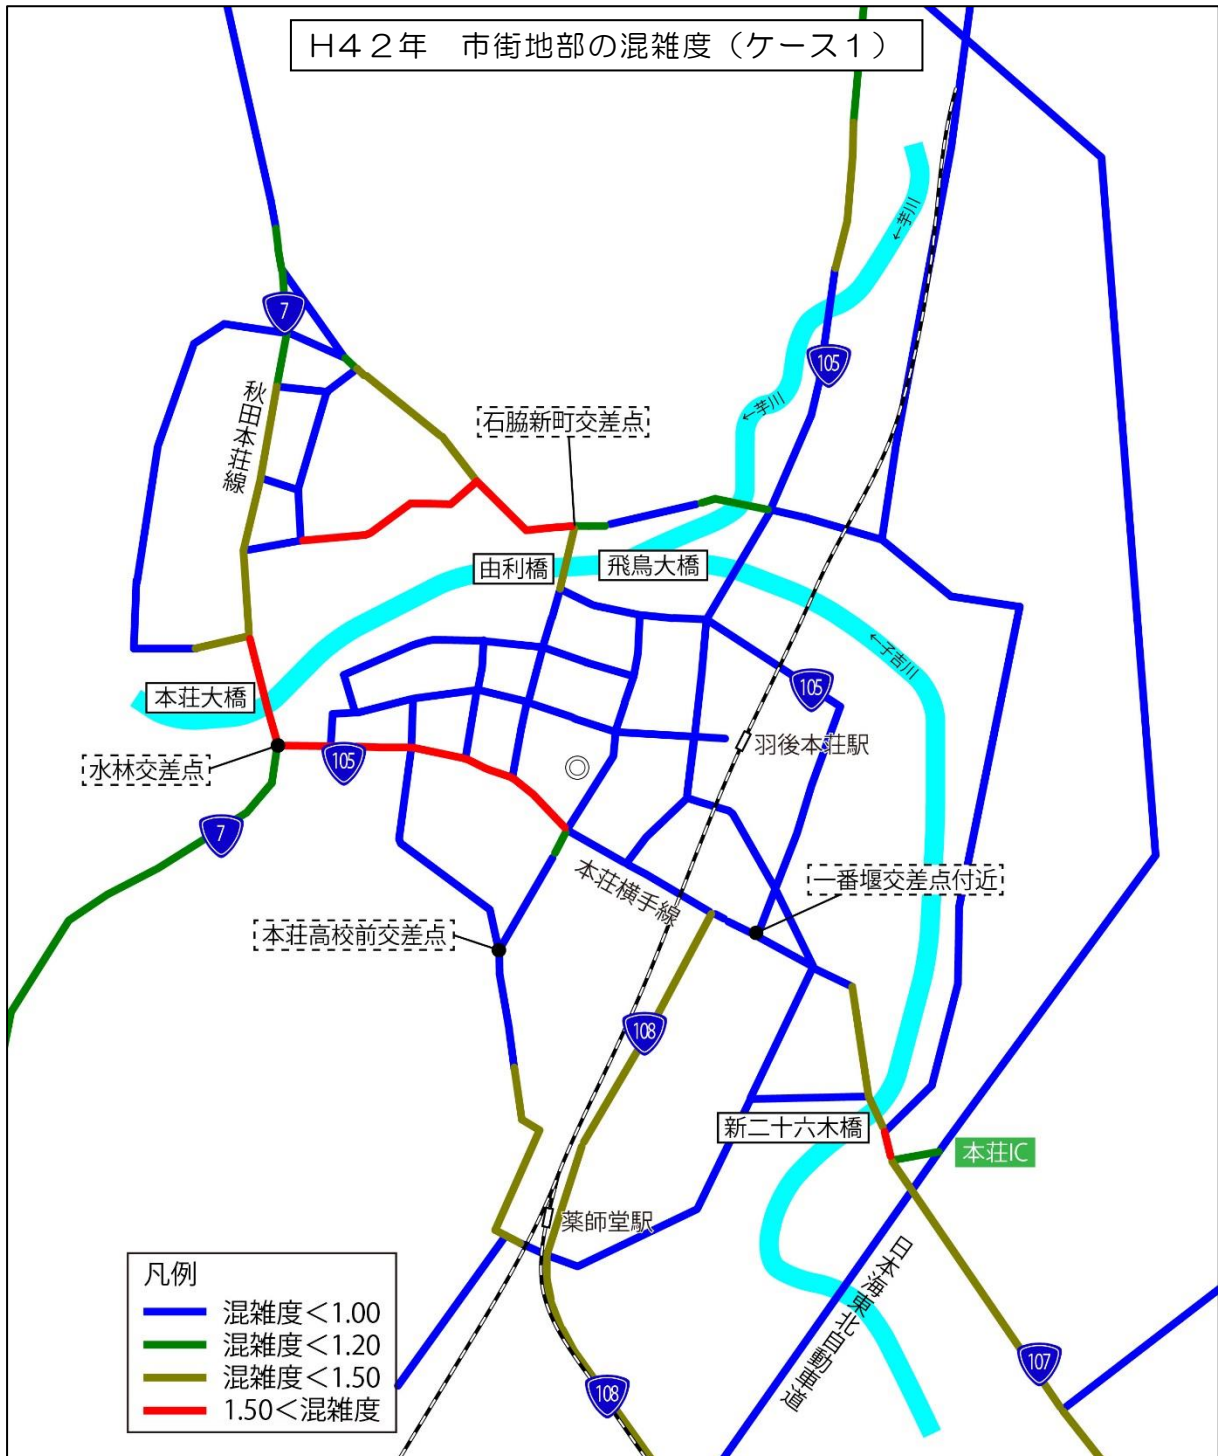 H42年　市街地部の混雑度（ケース1）
←芋川
7
105
←芋川
秋田本荘線
石脇新町交差点
由利橋
飛鳥大橋
←子吉川
本荘大橋
105
羽後本荘駅
水林交差点
105
7
本荘横手線
一番堰交差点付近
本荘高校前交差点
108
新二十六木橋
本荘IC
薬師堂駅
日本海東北自動車道
凡例
混雑度＜1.00
混雑度＜1.20
混雑度＜1.50
1.50＜混雑度
107
108